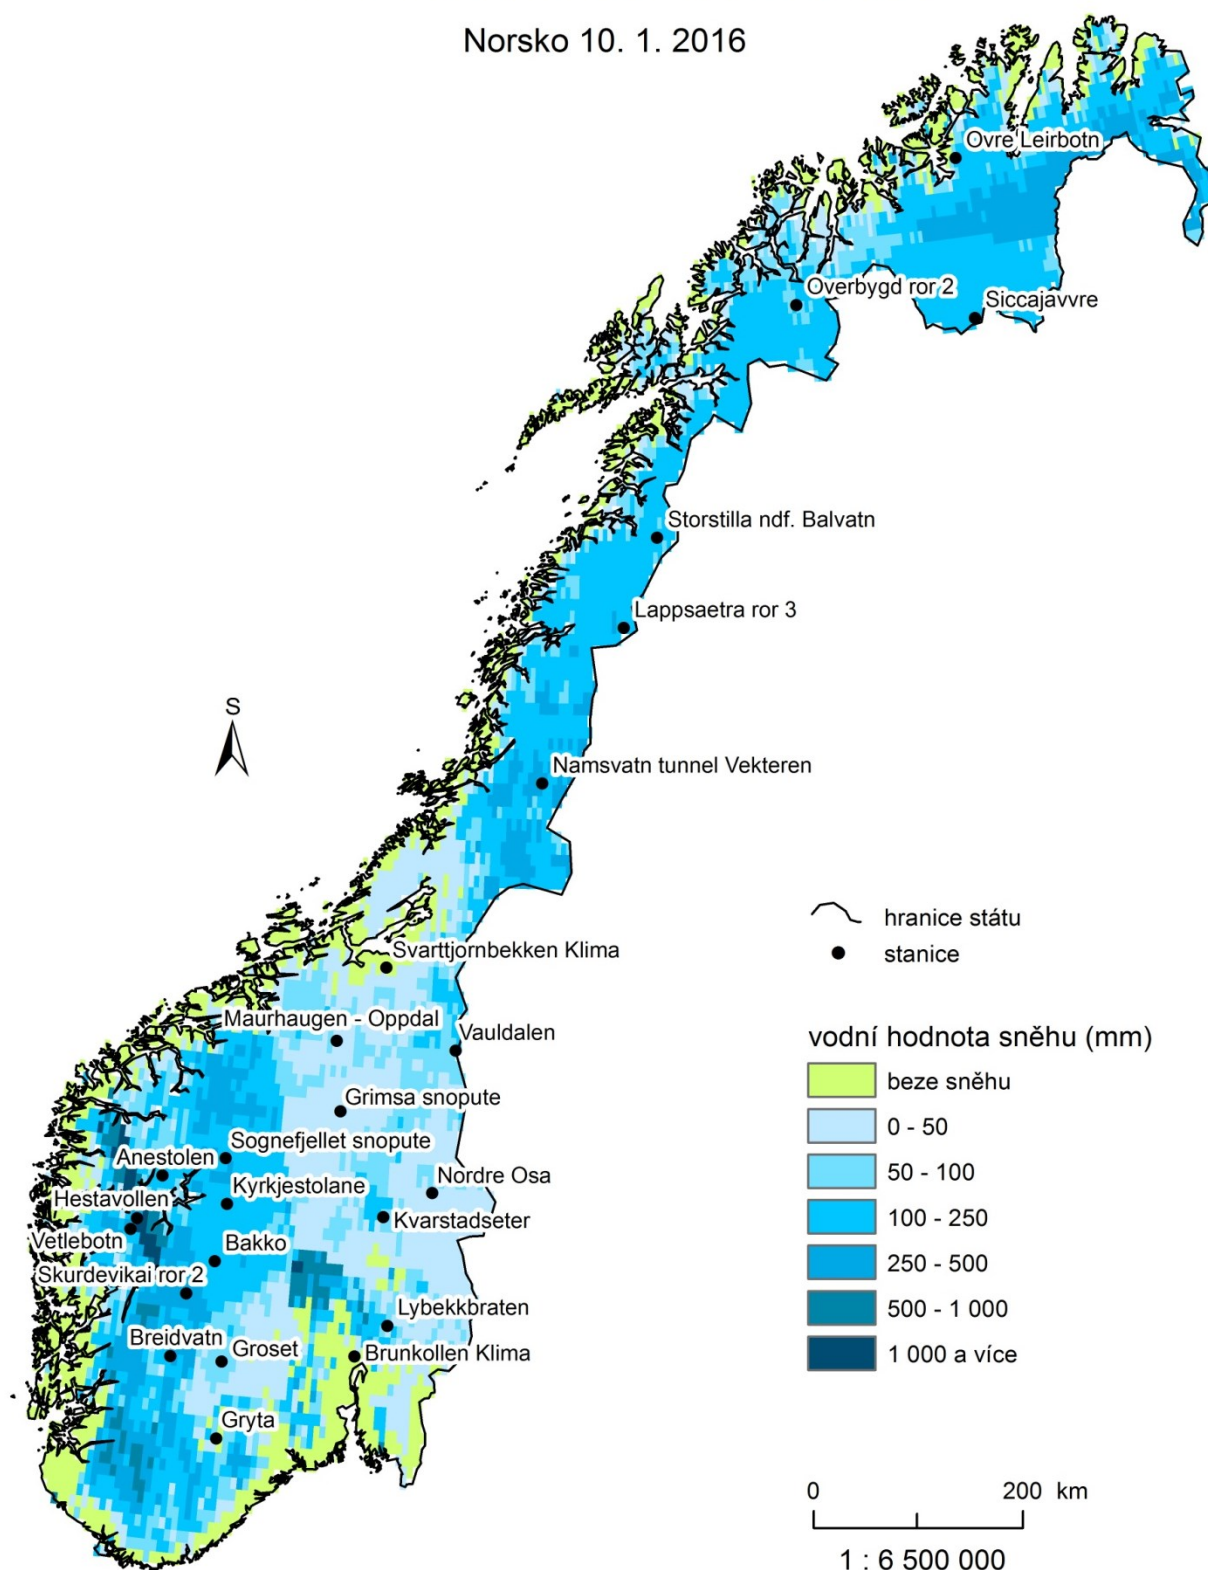 Norsko 10. 1. 2016
Ovre Leirbotn
Overbygd ror 2
Siccajavvre
Storstilla ndf. Balvatn
Lappsaetra ror 3
S
Namsvatn tunnel Vekteren
hranice státu
stanice
Svarttjornbekken Klima
Maurhaugen - Oppdal
Vauldalen
vodní hodnota sněhu (mm)
beze sněhu
0 - 50
50 - 100
100 - 250
250 - 500
500 - 1 000
1 000 a více
Grimsa snopute
Sognefjellet snopute
Anestolen
Nordre Osa
Hestavollen
Kyrkjestolane
Kvarstadseter
Vetlebotn
Bakko
Skurdevikai ror 2
Lybekkbraten
Breidvatn
Groset
Brunkollen Klima
Gryta
0 200 km
1 : 6 500 000